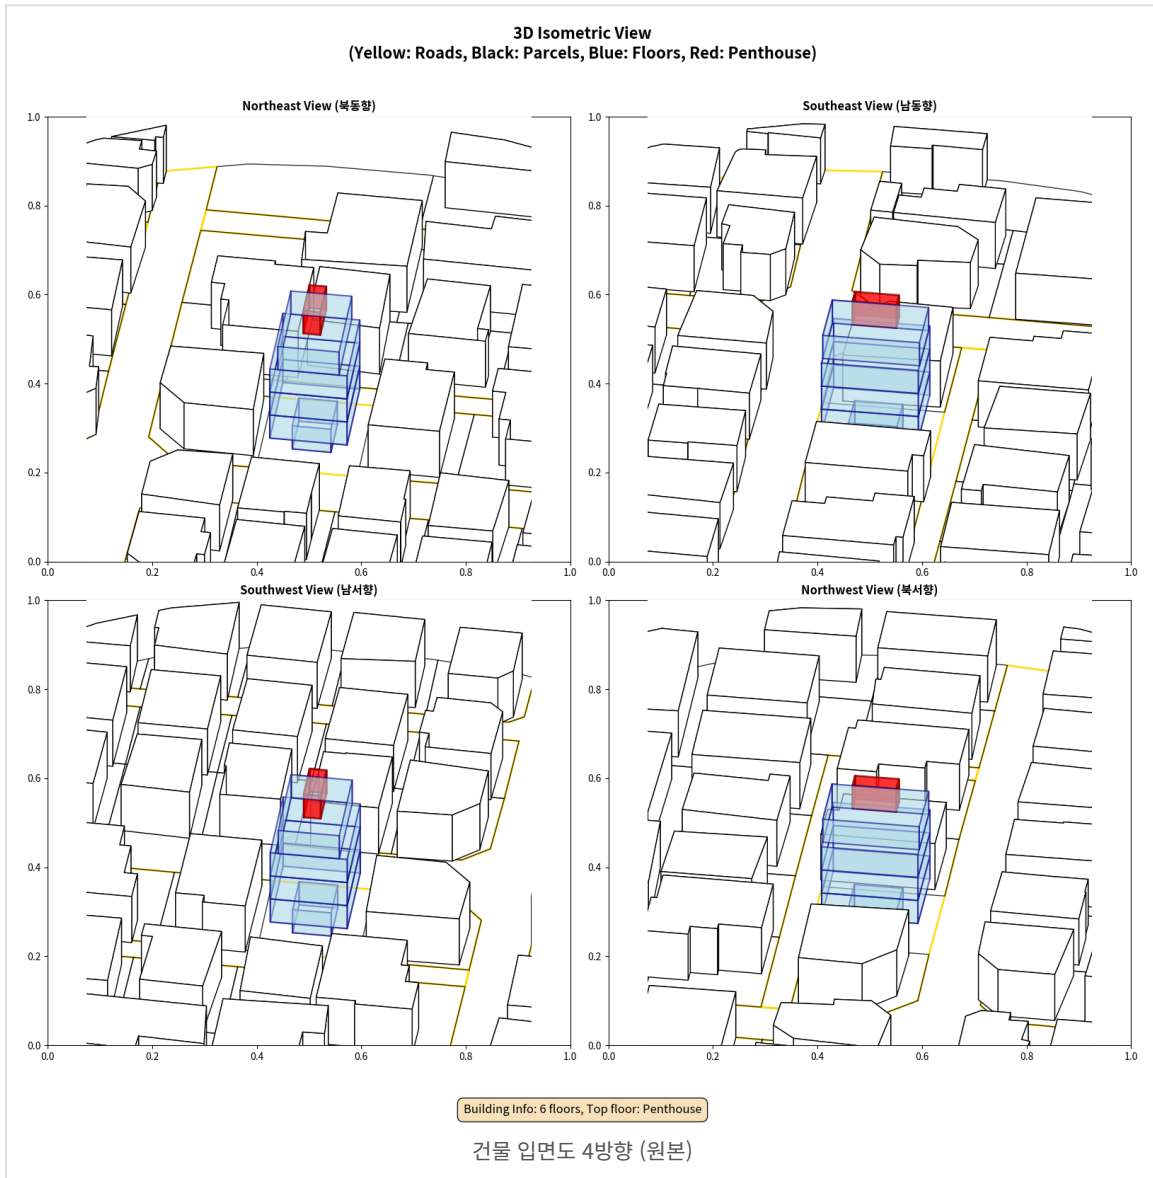 3D Isometric View
(Yellow: Roads, Black: Parcels, Blue: Floors, Red: Penthouse)
Northeast View (북동향)
1.0
0.8
0.6
0.4
0.2
0.0
0.0 0.2 0.4 0.6 0.8 1.0
Southeast View (남동향)
1.0
0.8
0.6
0.4
0.2
0.0
0.0 0.2 0.4 0.6 0.8 1.0
Southwest View (남서향)
1.0
0.8
0.6
0.4
0.2
0.0
0.0 0.2 0.4 0.6 0.8 1.0
Northwest View (북서향)
1.0
0.8
0.6
0.4
0.2
0.0
0.0 0.2 0.4 0.6 0.8 1.0
Building Info: 6 floors, Top floor: Penthouse
건물 입면도 4방향 (원본)